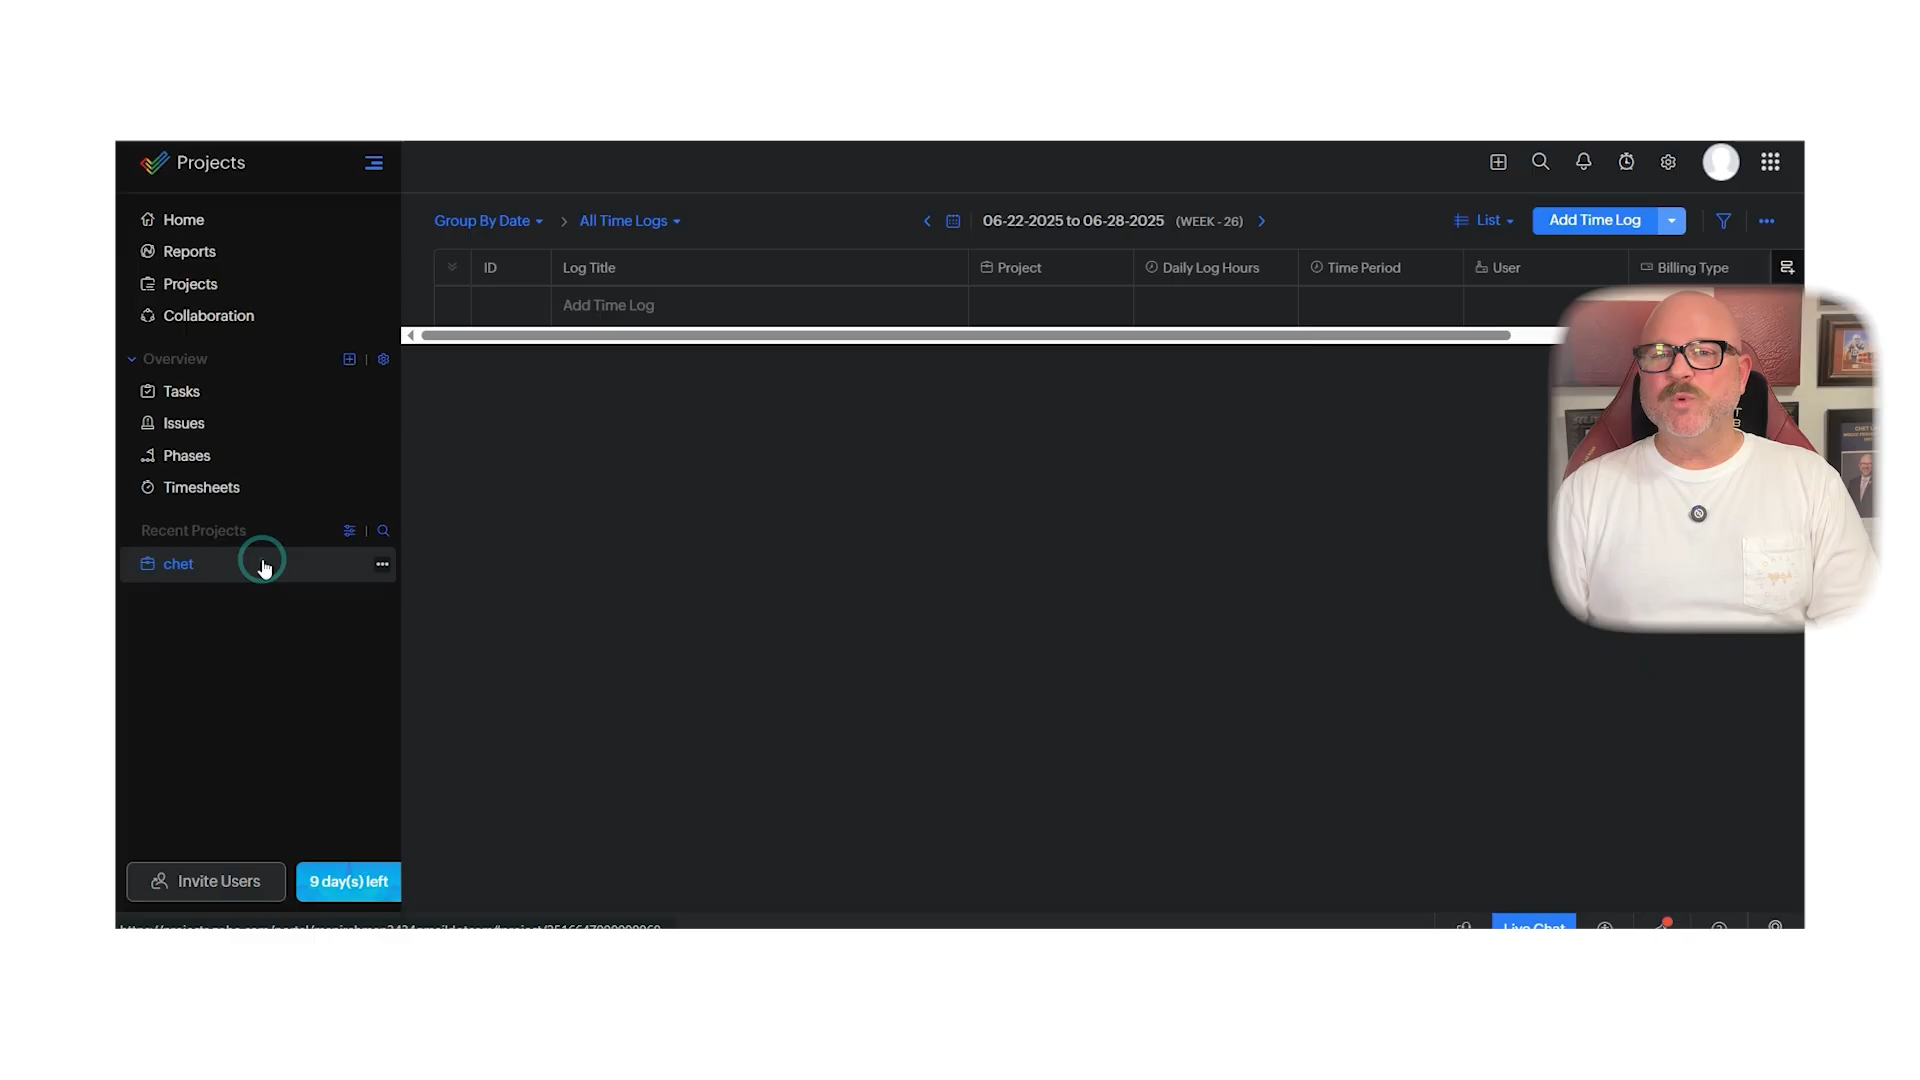 Projects
Home
Reports
Projects
Collaboration
Overview
Tasks
Issues
Phases
Timesheets
Recent Projects
chet
Invite Users
9 day(s) left
Group By Date
All Time Logs
06-22-2025 to 06-28-2025 (WEEK - 26)
List
Add Time Log
ID
Log Title
Project
Daily Log Hours
Time Period
User
Billing Type
Add Time Log
Live Chat